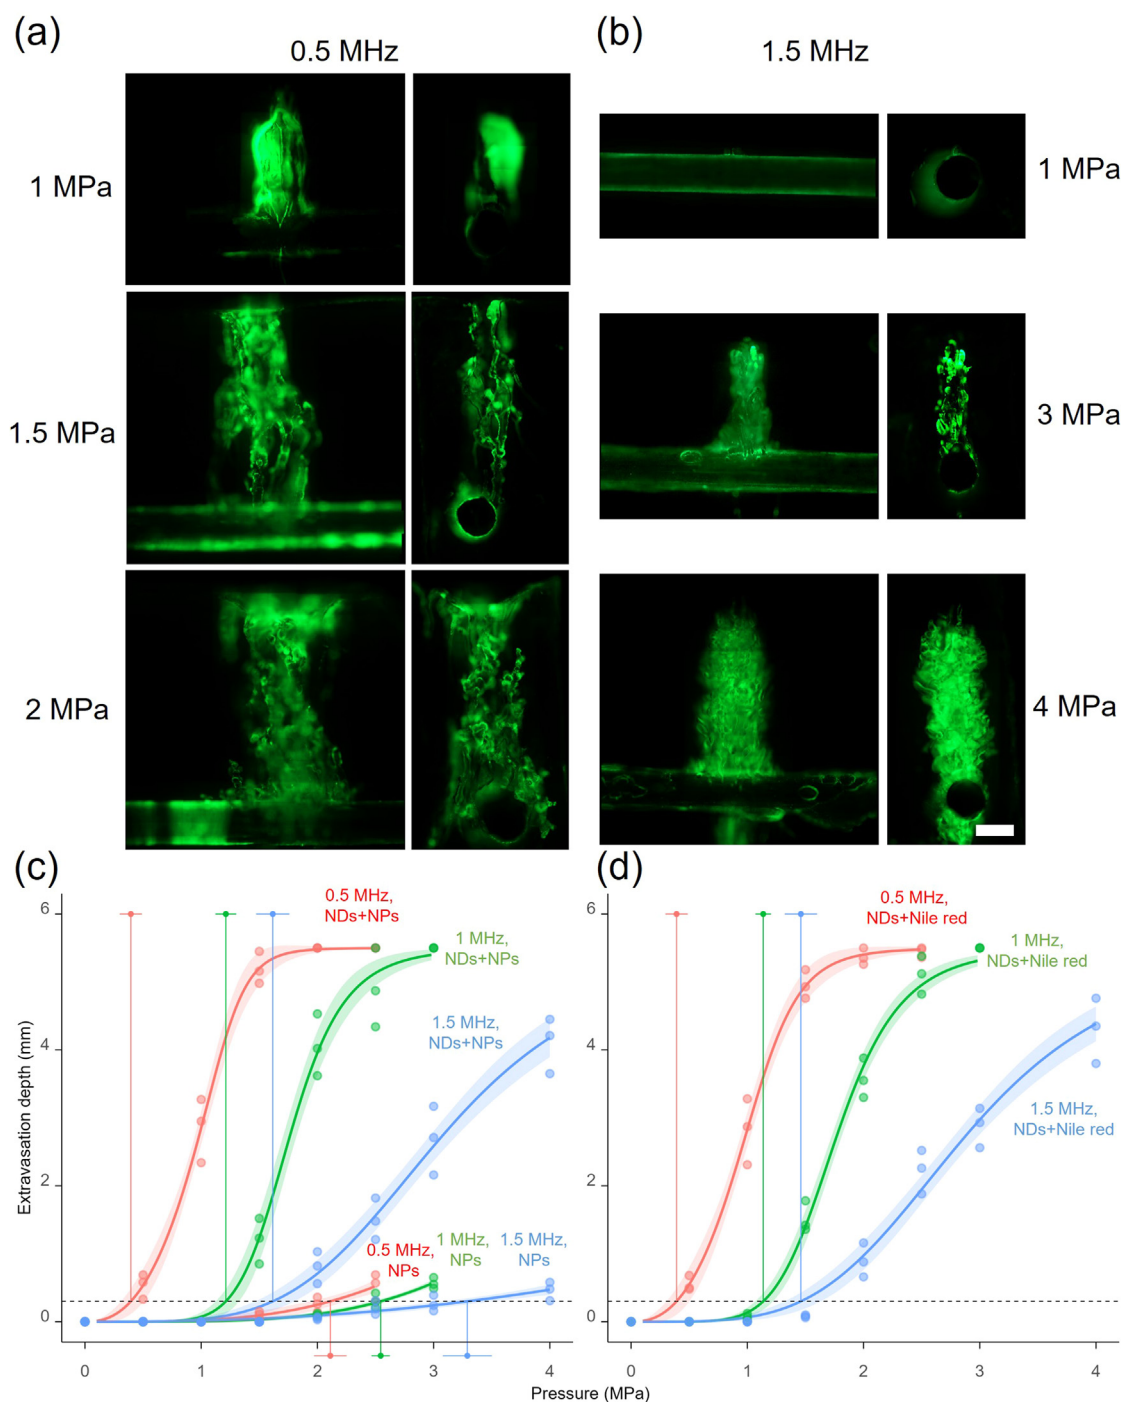 (a)
0.5 MHz
(b)
1.5 MHz
1 MPa
1 MPa
1.5 MPa
3 MPa
2 MPa
4 MPa
(c)
(d)
6
4
2
0
Extravasation depth (mm)
0.5 MHz,
NDs+NPs
1 MHz,
NDs+NPs
1.5 MHz,
NDs+NPs
0.5 MHz,
NPs
1 MHz,
NPs
1.5 MHz,
NPs
0 1 2 3 4
6
4
2
0
0.5 MHz,
NDs+Nile red
1 MHz,
NDs+Nile red
1.5 MHz,
NDs+Nile red
0 1 2 3 4
Pressure (MPa)